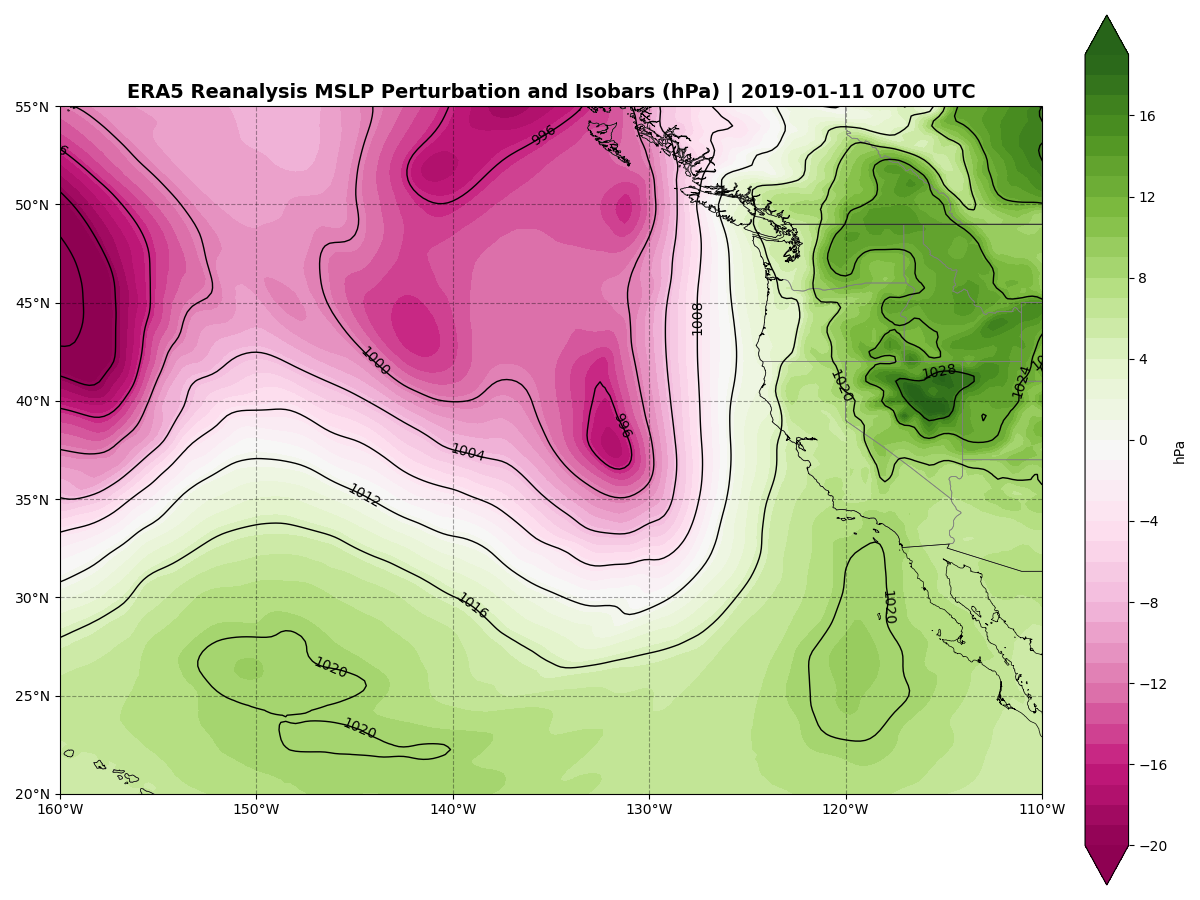 ERA5 Reanalysis MSLP Perturbation and Isobars (hPa) | 2019-01-11 0700 UTC
55°N
50°N
45°N
40°N
35°N
30°N
25°N
20°N
160°W
150°W
140°W
130°W
120°W
110°W
996
1008
1000
996
1004
1012
1016
1020
1020
1020
1020
1028
1024
16
12
8
4
0
−4
−8
−12
−16
−20
hPa